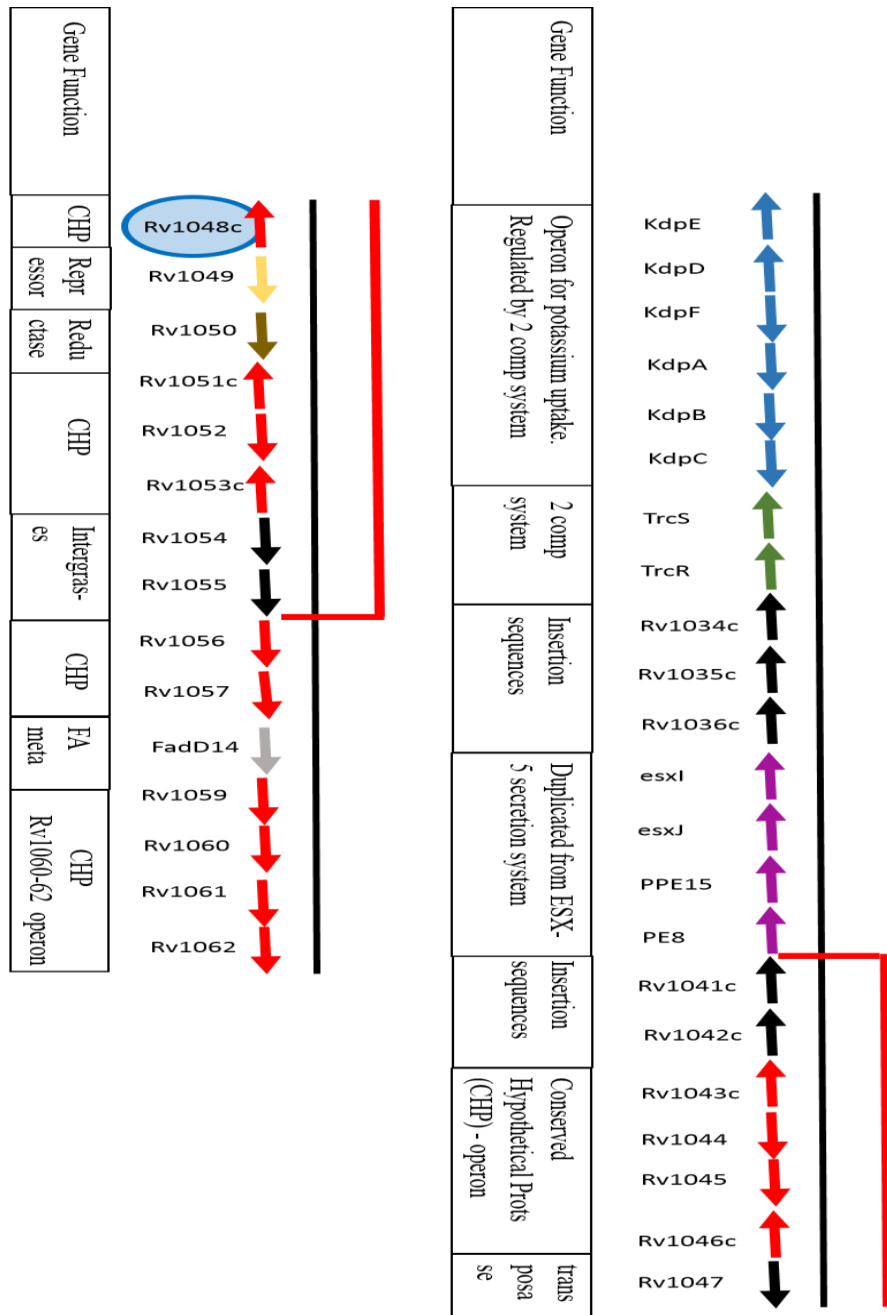 Gene Function
CHP
Repr
essor
Redu
ctase
CHP
Intergras-
es
CHP
FA
meta
CHP
Rv1060-62 operon
Rv1048c
Rv1049
Rv1050
Rv1051c
Rv1052
Rv1053c
Rv1054
Rv1055
Rv1056
Rv1057
FadD14
Rv1059
Rv1060
Rv1061
Rv1062
Gene Function
Operon for potassium uptake.
Regulated by 2 comp system
2 comp
system
Insertion
sequences
Duplicated from ESX-
5 secretion system
Insertion
sequences
Conserved
Hypothetical Prots
(CHP) - operon
trans
posa
se
KdpE
KdpD
KdpF
KdpA
KdpB
KdpC
TrcS
TrcR
Rv1034c
Rv1035c
Rv1036c
esxI
esxJ
PPE15
PE8
Rv1041c
Rv1042c
Rv1043c
Rv1044
Rv1045
Rv1046c
Rv1047